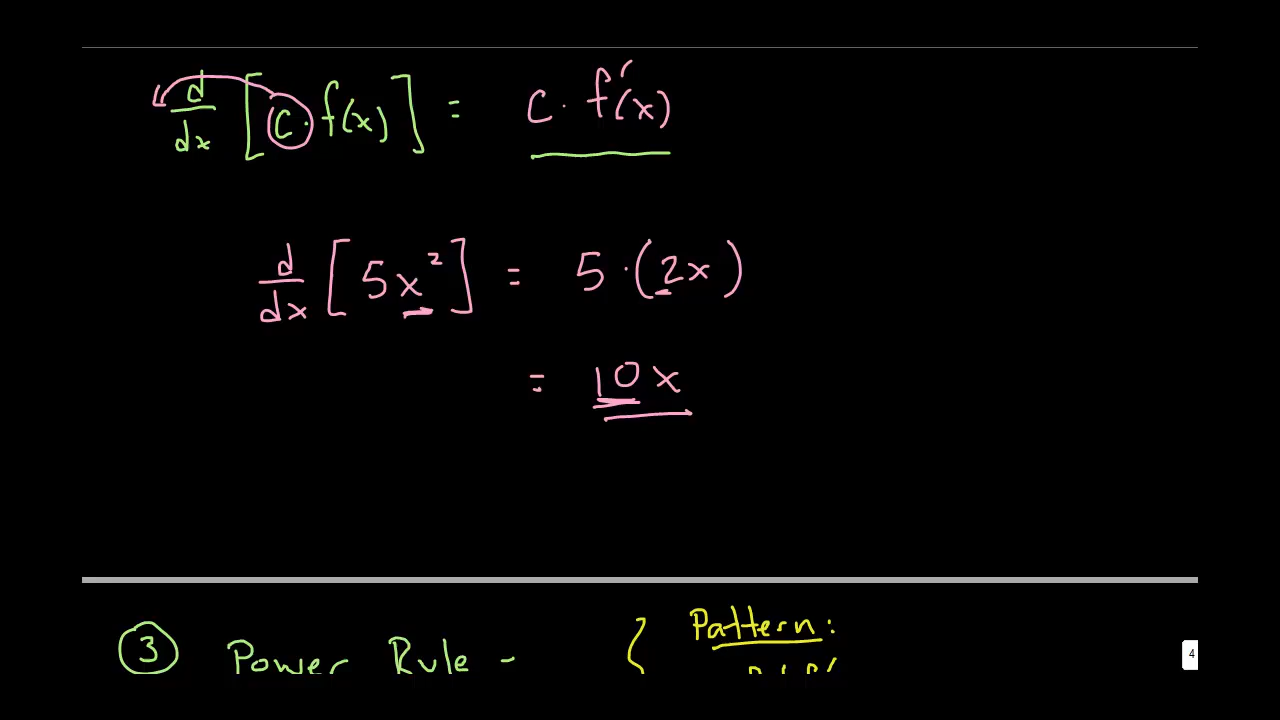 d/dx [c · f(x)] = c · f'(x)
d/dx [5x²] = 5 · (2x)
= 10x
③ Power Rule - { Pattern:
4